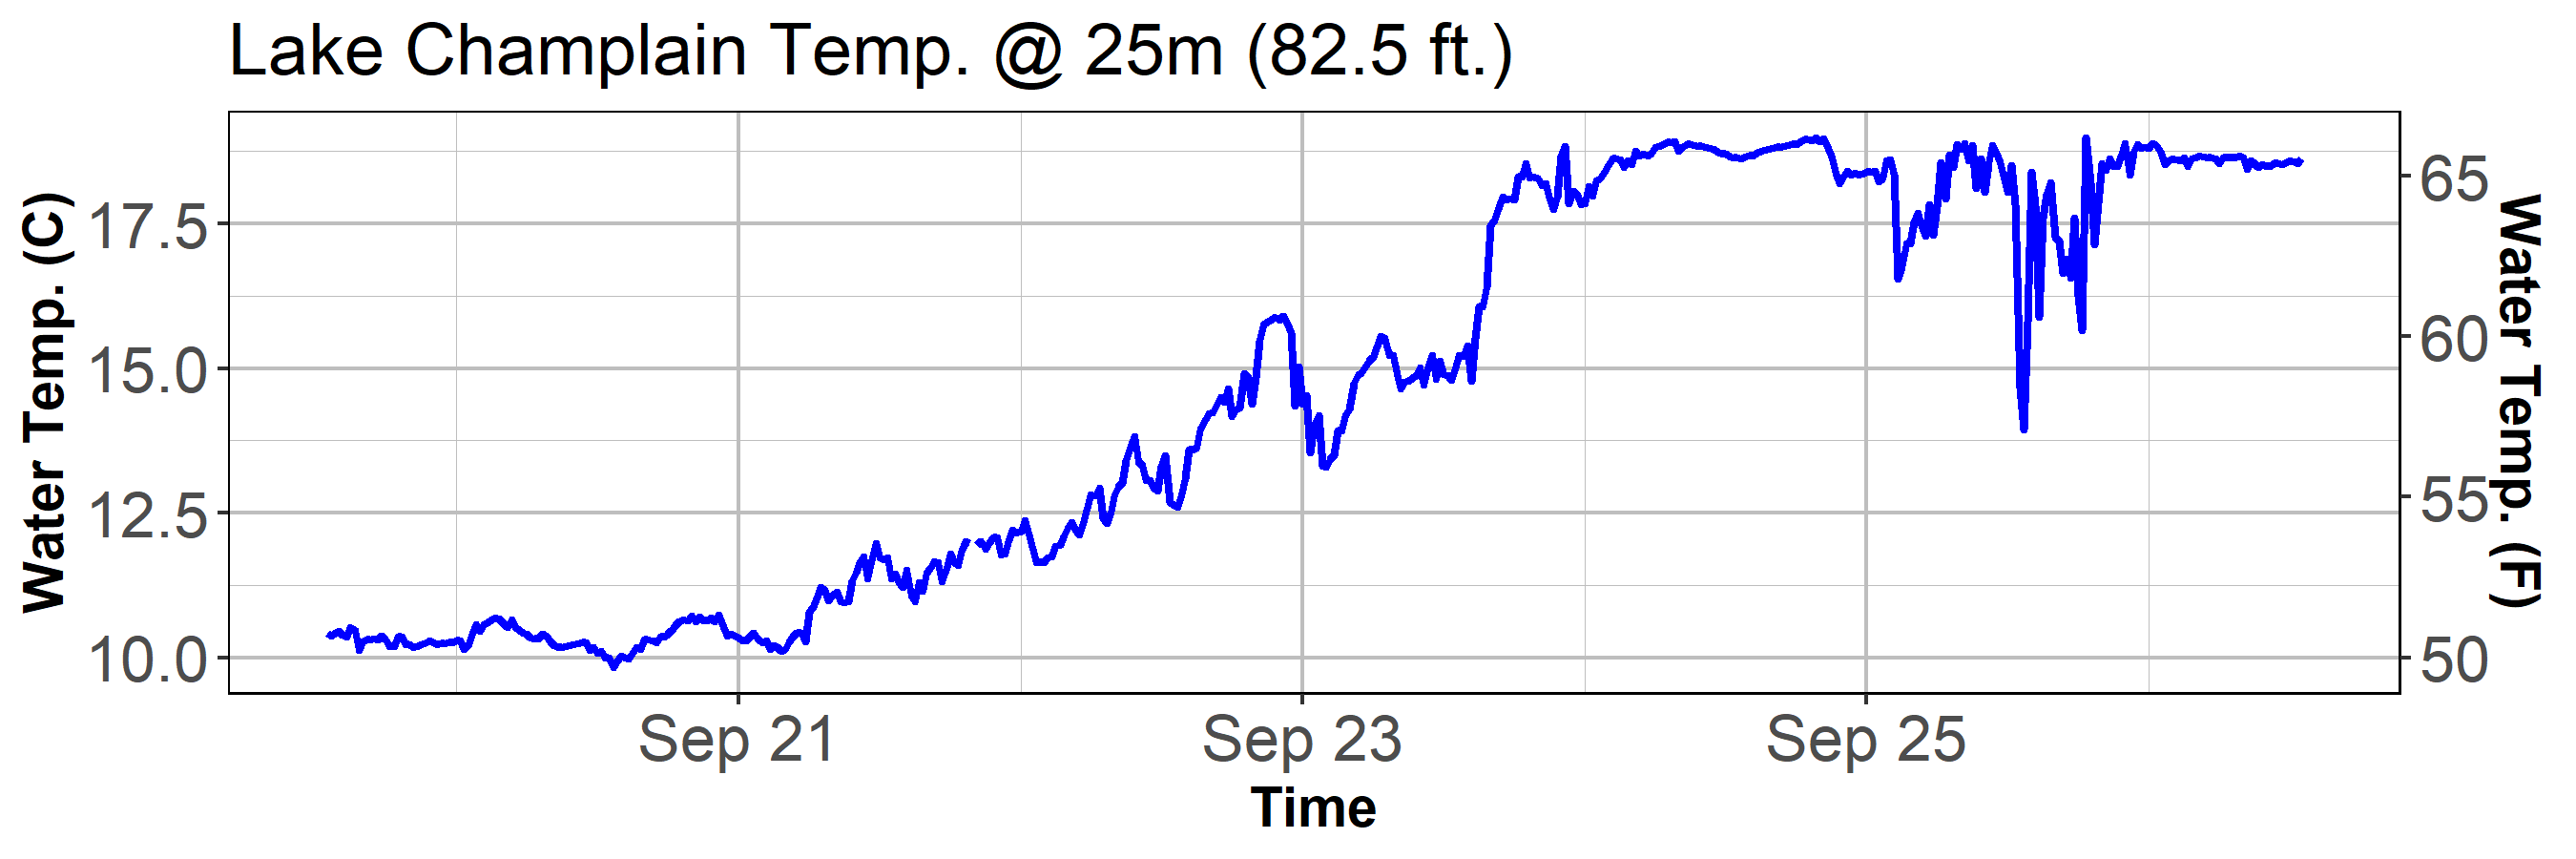 Lake Champlain Temp. @ 25m (82.5 ft.)
Water Temp. (C)
17.5
15.0
12.5
10.0
65
60
55
50
Water Temp. (F)
Sep 21
Sep 23
Sep 25
Time